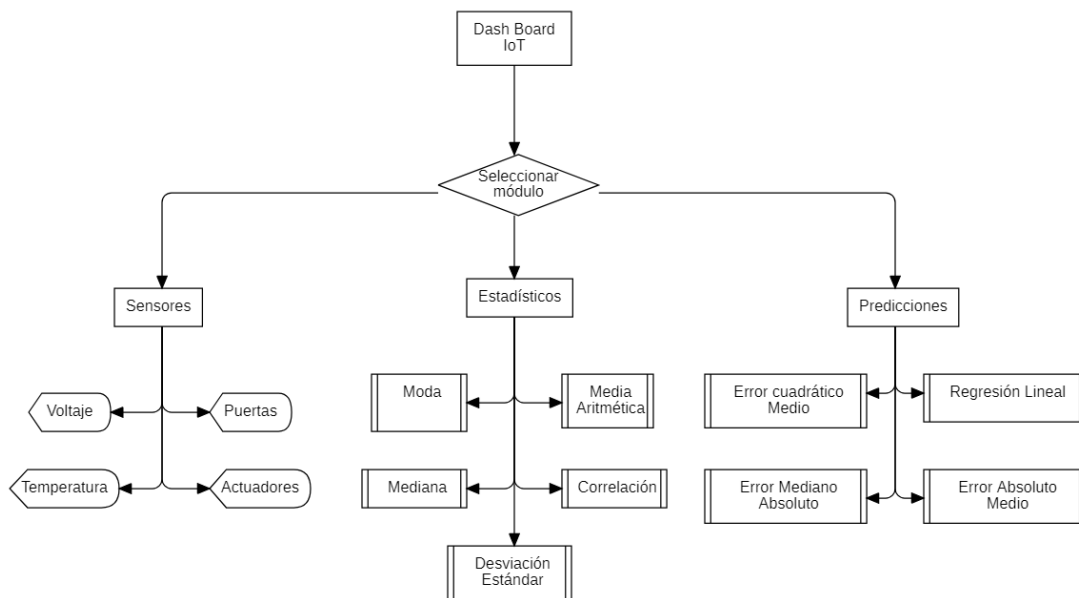 Dash Board
IoT
Seleccionar
módulo
Sensores
Estadísticos
Predicciones
Voltaje
Puertas
Temperatura
Actuadores
Moda
Media
Aritmética
Mediana
Correlación
Desviación
Estándar
Error cuadrático
Medio
Regresión Lineal
Error Mediano
Absoluto
Error Absoluto
Medio